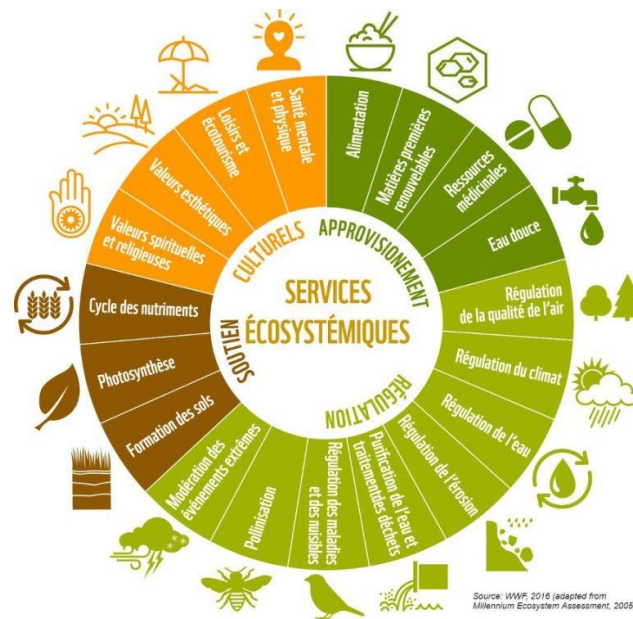 SERVICES
ÉCOSYSTÉMIQUES
CULTURELS
APPROVISIONEMENT
RÉGULATION
SOUTIEN
Alimentation
Matières premières
renouvelables
Ressources
médicinales
Eau douce
Régulation
de la qualité de l'air
Régulation du climat
Régulation de l'eau
Régulation de l'érosion
Purification de l'eau et
traitementdes déchets
Régulation des maladies
et des nuisibles
Pollinisation
Modération des
événements extrêmes
Formation des sols
Photosynthèse
Cycle des nutriments
Valeurs spirituelles
et religieuses
Valeurs esthétiques
Loisirs et
écotourisme
Santé mentale
et physique
Source: WWF, 2016 (adapted from
Millennium Ecosystem Assessment, 2005